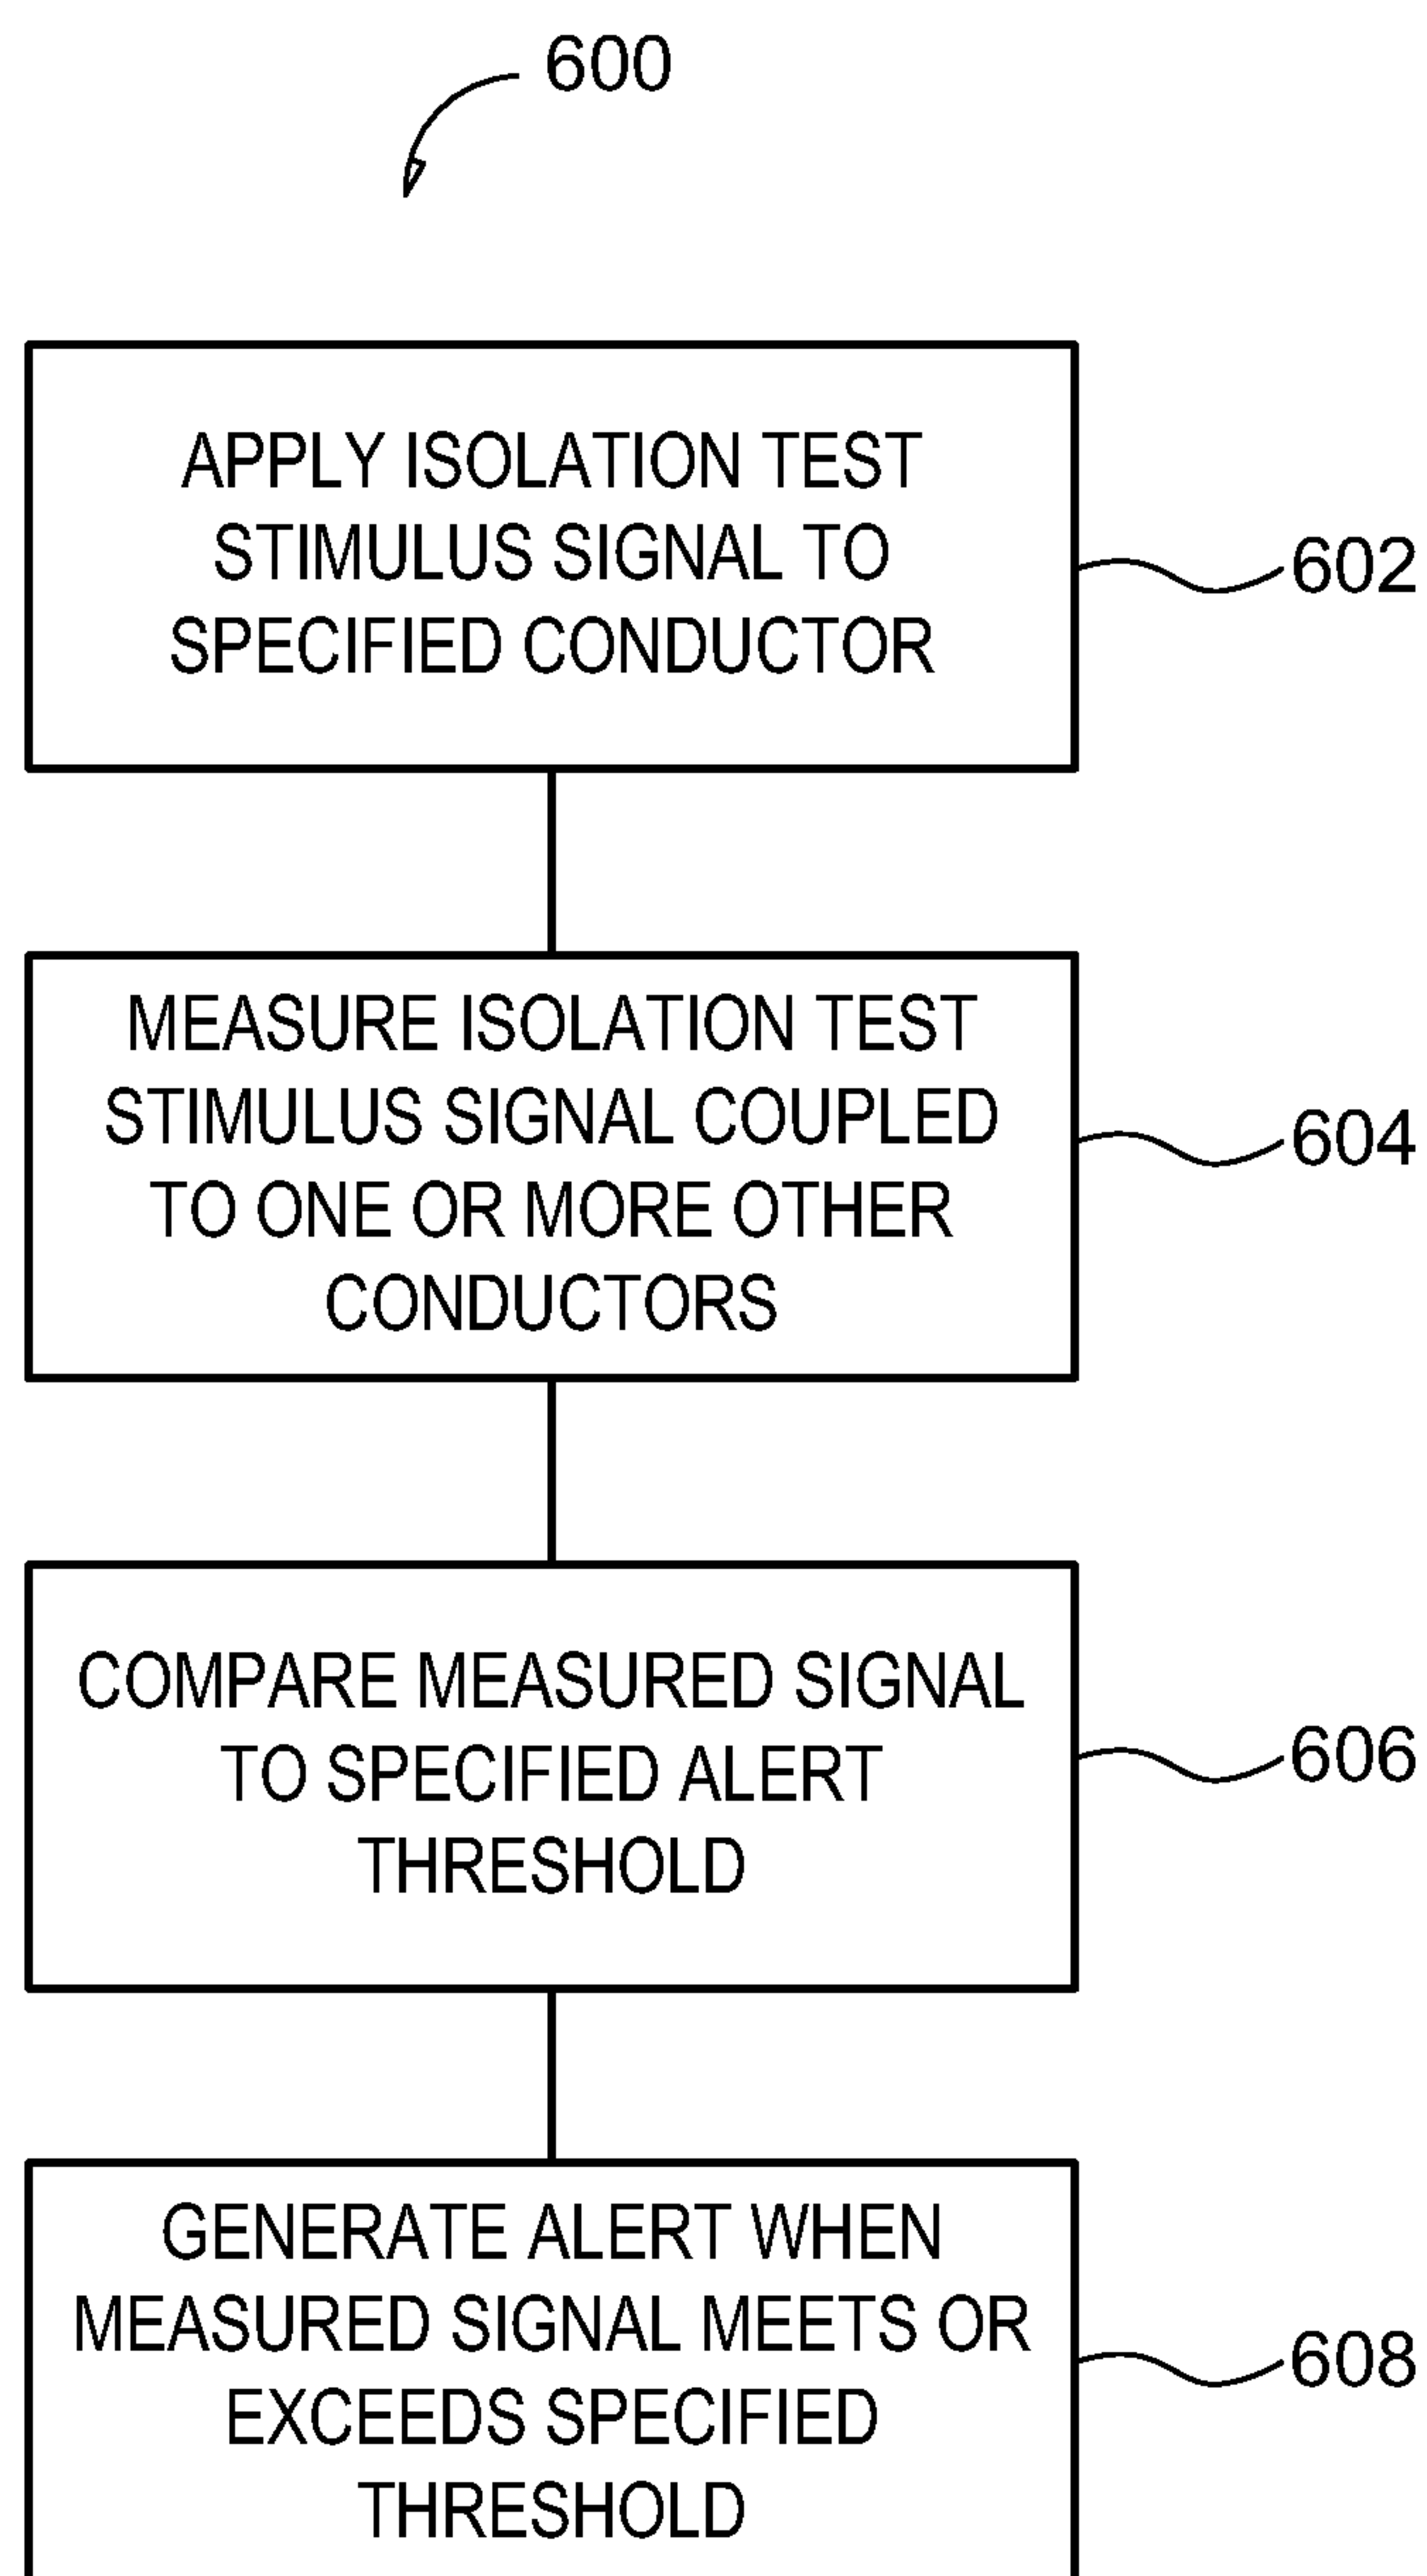 600
APPLY ISOLATION TEST
STIMULUS SIGNAL TO
SPECIFIED CONDUCTOR
602
MEASURE ISOLATION TEST
STIMULUS SIGNAL COUPLED
TO ONE OR MORE OTHER
CONDUCTORS
604
COMPARE MEASURED SIGNAL
TO SPECIFIED ALERT
THRESHOLD
606
GENERATE ALERT WHEN
MEASURED SIGNAL MEETS OR
EXCEEDS SPECIFIED
THRESHOLD
608